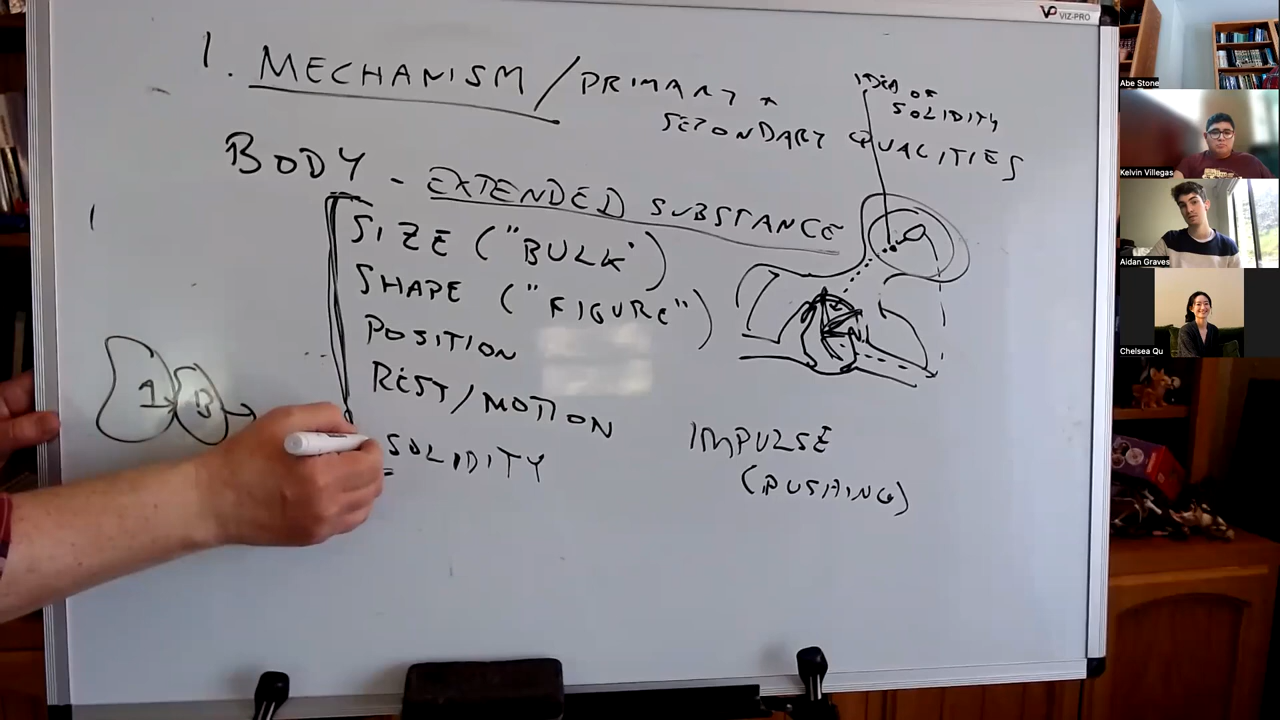 VP VIZ-PRO
1. MECHANISM / PRIMARY +
SECONDARY QUALITIES
IDEA OF
SOLIDITY
BODY - EXTENDED SUBSTANCE
SIZE ("BULK")
SHAPE ("FIGURE")
POSITION
REST/MOTION
SOLIDITY
IMPULSE
(PUSHING)
B
Abe Stone
Kelvin Villegas
Aidan Graves
Chelsea Qu